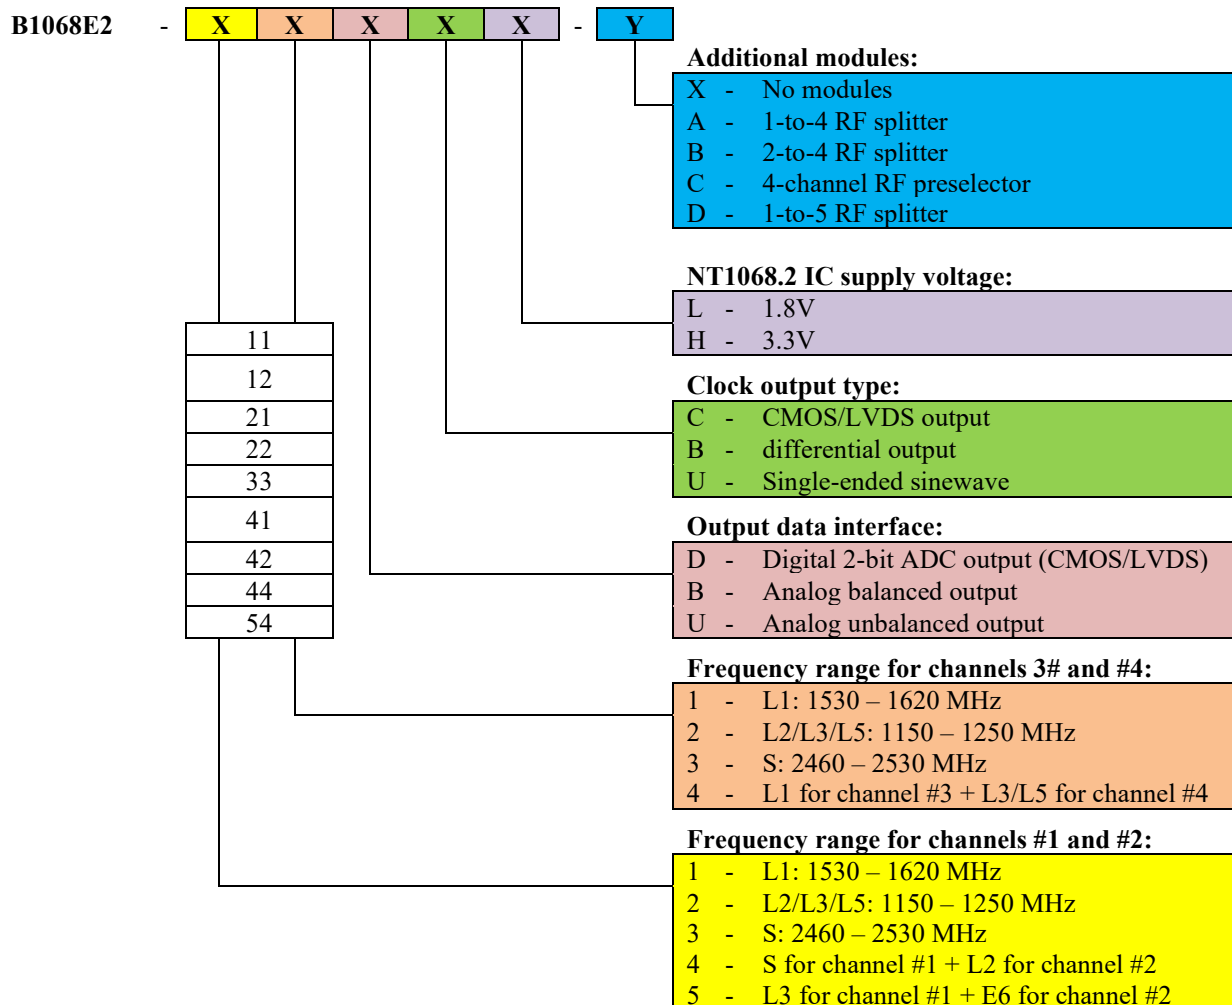 B1068E2 - X X X X X - Y
Additional modules:
X - No modules
A - 1-to-4 RF splitter
B - 2-to-4 RF splitter
C - 4-channel RF preselector
D - 1-to-5 RF splitter
NT1068.2 IC supply voltage:
L - 1.8V
H - 3.3V
11
12
21
22
33
41
42
44
54
Clock output type:
C - CMOS/LVDS output
B - differential output
U - Single-ended sinewave
Output data interface:
D - Digital 2-bit ADC output (CMOS/LVDS)
B - Analog balanced output
U - Analog unbalanced output
Frequency range for channels 3# and #4:
1 - L1: 1530 – 1620 MHz
2 - L2/L3/L5: 1150 – 1250 MHz
3 - S: 2460 – 2530 MHz
4 - L1 for channel #3 + L3/L5 for channel #4
Frequency range for channels #1 and #2:
1 - L1: 1530 – 1620 MHz
2 - L2/L3/L5: 1150 – 1250 MHz
3 - S: 2460 – 2530 MHz
4 - S for channel #1 + L2 for channel #2
5 - L3 for channel #1 + E6 for channel #2